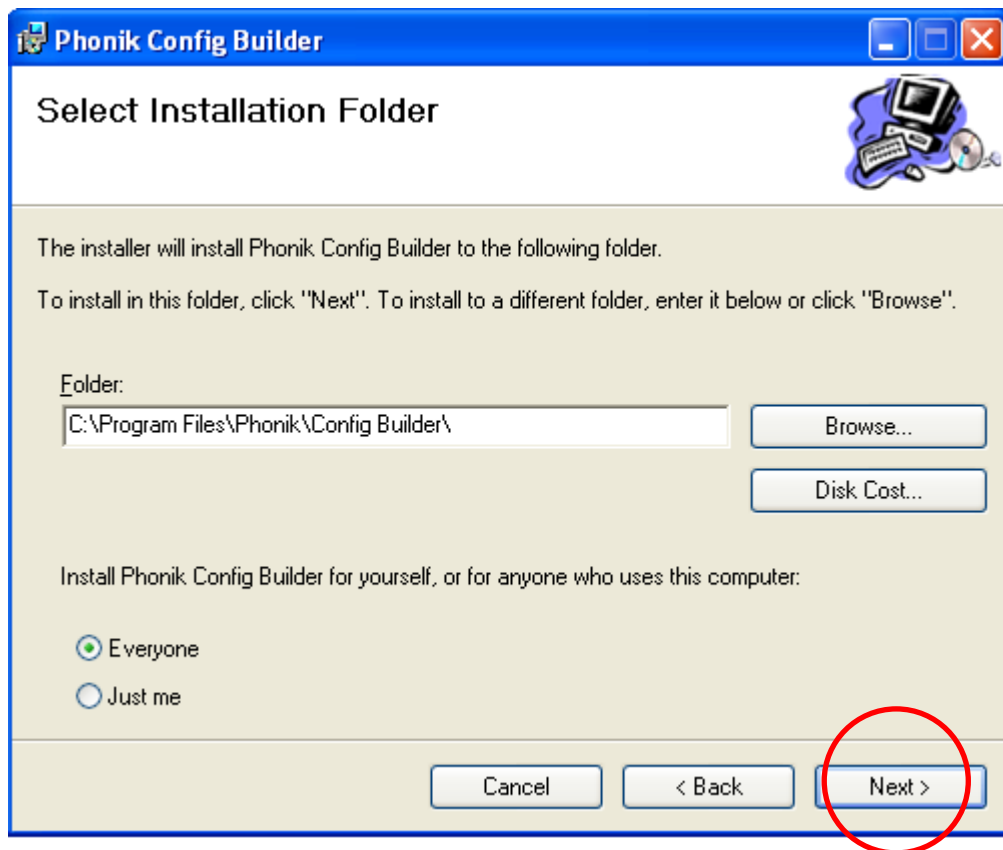 Phonik Config Builder
Select Installation Folder
The installer will install Phonik Config Builder to the following folder.
To install in this folder, click "Next". To install to a different folder, enter it below or click "Browse".
Folder:
C:\Program Files\Phonik\Config Builder\
Browse...
Disk Cost...
Install Phonik Config Builder for yourself, or for anyone who uses this computer:
Everyone
Just me
Cancel
< Back
Next >